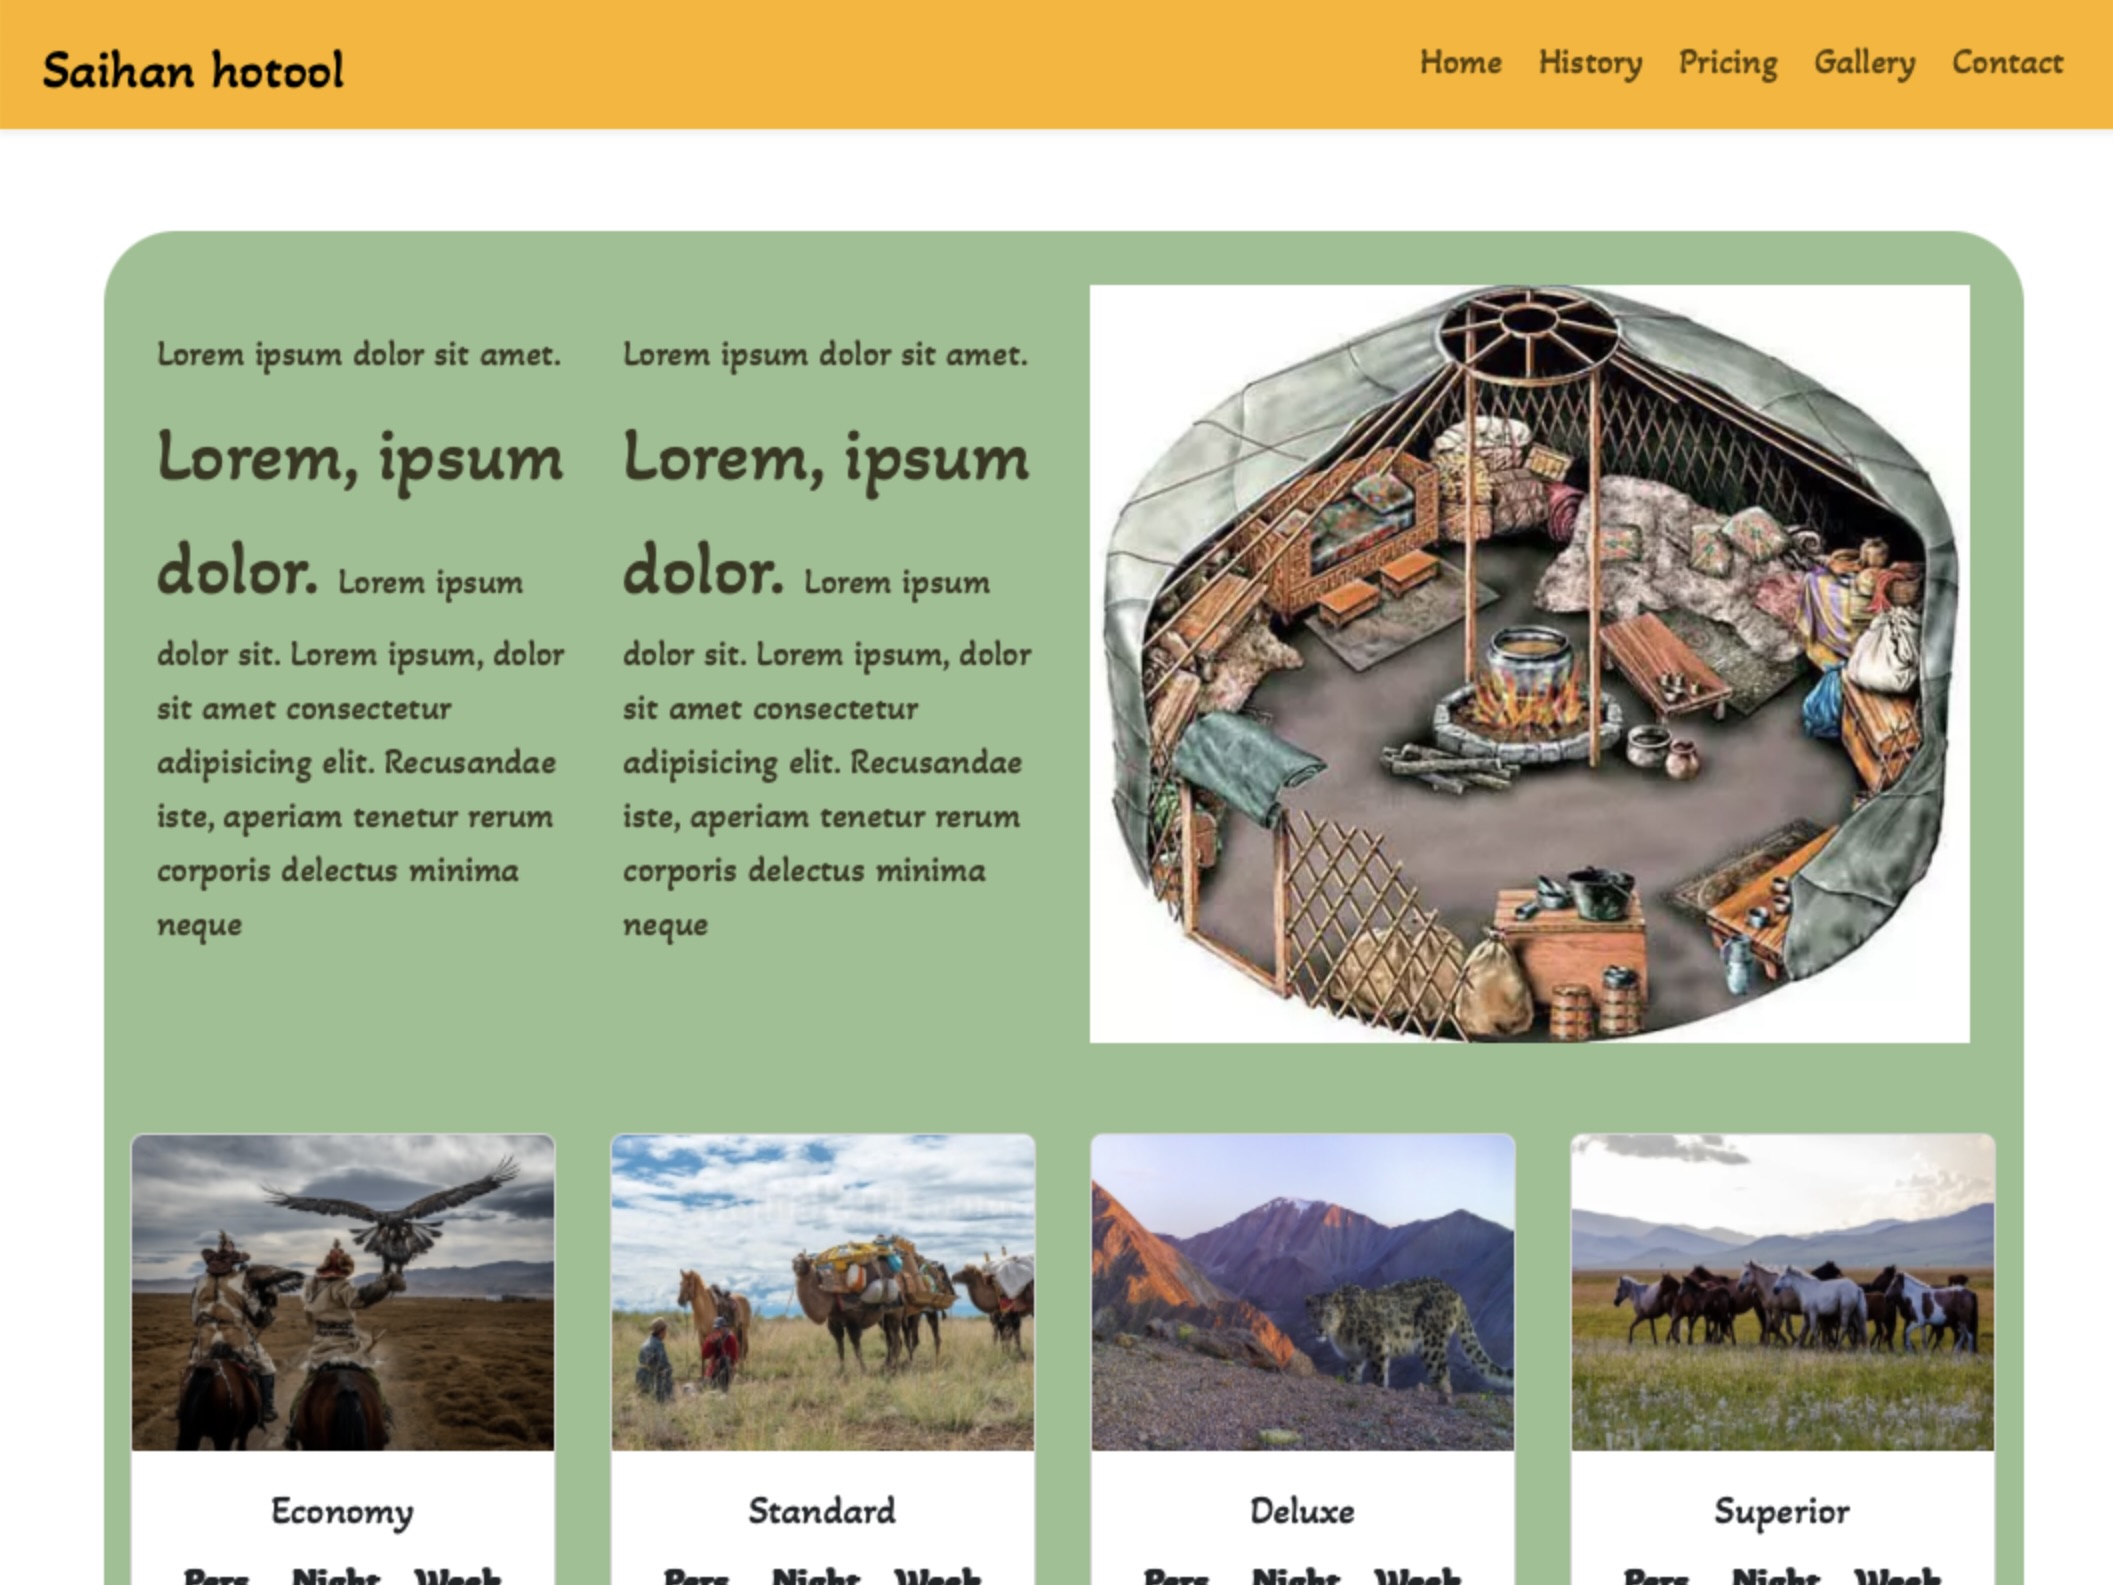 Saihan hotool
Home History Pricing Gallery Contact
Lorem ipsum dolor sit amet.
Lorem, ipsum
dolor. Lorem ipsum
dolor sit. Lorem ipsum, dolor
sit amet consectetur
adipisicing elit. Recusandae
iste, aperiam tenetur rerum
corporis delectus minima
neque
Lorem ipsum dolor sit amet.
Lorem, ipsum
dolor. Lorem ipsum
dolor sit. Lorem ipsum, dolor
sit amet consectetur
adipisicing elit. Recusandae
iste, aperiam tenetur rerum
corporis delectus minima
neque
Economy
Pers Night Week
Standard
Pers Night Week
Deluxe
Pers Night Week
Superior
Pers Night Week